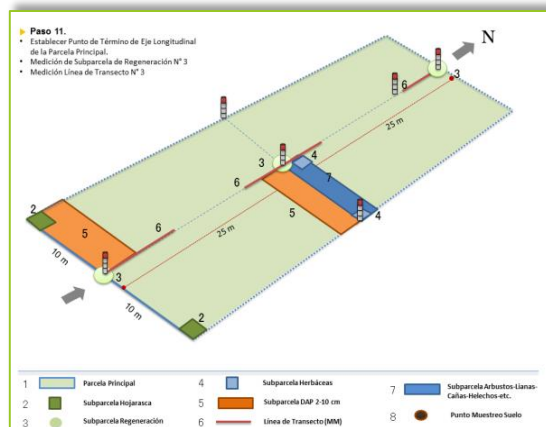 Paso 11.
• Establecer Punto de Término de Eje Longitudinal
de la Parcela Principal.
• Medición de Subparcela de Regeneración N° 3
• Medición Línea de Transecto N° 3
N
6
3
25 m
3
4
7
6
2
5
6
5
4
25 m
10 m
3
10 m
2
1 Parcela Principal
2 Subparcela Hojarasca
3 Subparcela Regeneración
4 Subparcela Herbáceas
5 Subparcela DAP 2-10 cm
6 Línea de Transecto (MM)
7 Subparcela Arbustos-Lianas-
Cañas-Helechos-etc.
8 Punto Muestreo Suelo